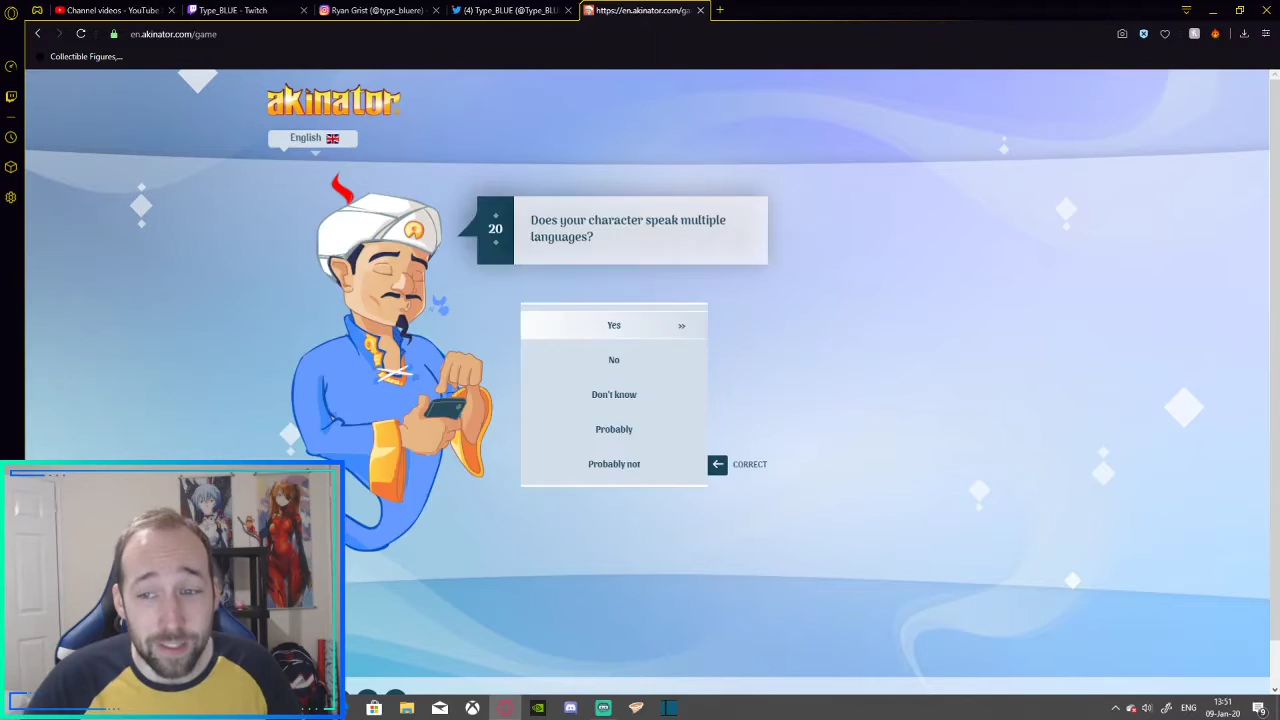 Channel videos - YouTube
Type_BLUE - Twitch
Ryan Grist (@type_bluere)
(4) Type_BLUE (@Type_BLUE
https://en.akinator.com/ga
en.akinator.com/game
Collectible Figures,...
akinator
English
20
Does your character speak multiple
languages?
Yes
No
Don't know
Probably
Probably not
CORRECT
ENG
13:51
09-Jan-20